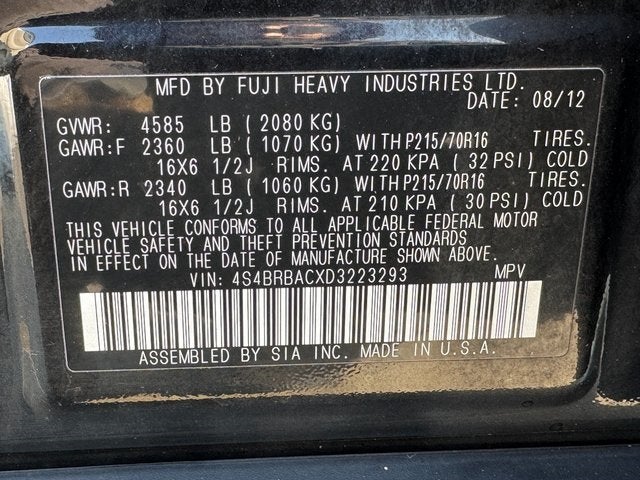 MFD BY FUJI HEAVY INDUSTRIES LTD.
DATE: 08/12
GVWR: 4585 LB ( 2080 KG)
GAWR:F 2360 LB ( 1070 KG) WITH P215/70R16 TIRES.
16X6 1/2J RIMS. AT 220 KPA ( 32 PSI) COLD
GAWR:R 2340 LB ( 1060 KG) WITH P215/70R16 TIRES.
16X6 1/2J RIMS. AT 210 KPA ( 30 PSI) COLD
THIS VEHICLE CONFORMS TO ALL APPLICABLE FEDERAL MOTOR
VEHICLE SAFETY AND THEFT PREVENTION STANDARDS
IN EFFECT ON THE DATE OF MANUFACTURE SHOWN ABOVE.
VIN: 4S4BRBACXD3223293 MPV
ASSEMBLED BY SIA INC. MADE IN U.S.A.